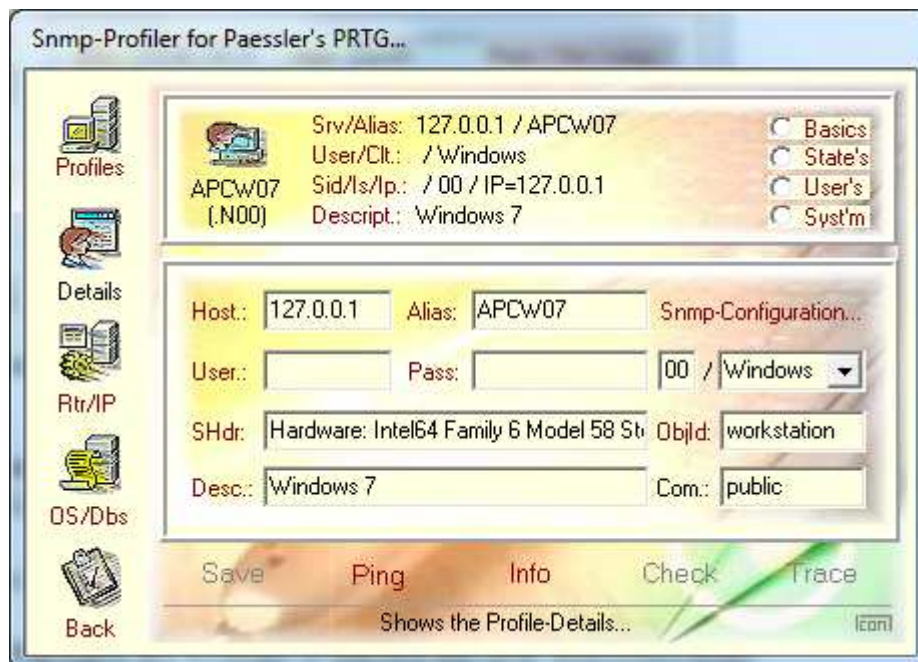 Snmp-Profiler for Paessler's PRTG...
Profiles
Details
Rtr/IP
OS/Dbs
Back
APCW07
(.N00)
Srv/Alias: 127.0.0.1 / APCW07
User/Clt.: / Windows
Sid/Is/Ip.: / 00 / IP=127.0.0.1
Descript.: Windows 7
Basics
State's
User's
Syst'm
Host.: 127.0.0.1 Alias: APCW07 Snmp-Configuration...
User.: Pass: 00 / Windows
SHdr: Hardware: Intel64 Family 6 Model 58 St ObjId: workstation
Desc.: Windows 7 Com.: public
Save Ping Info Check Trace
Shows the Profile-Details...
Icon